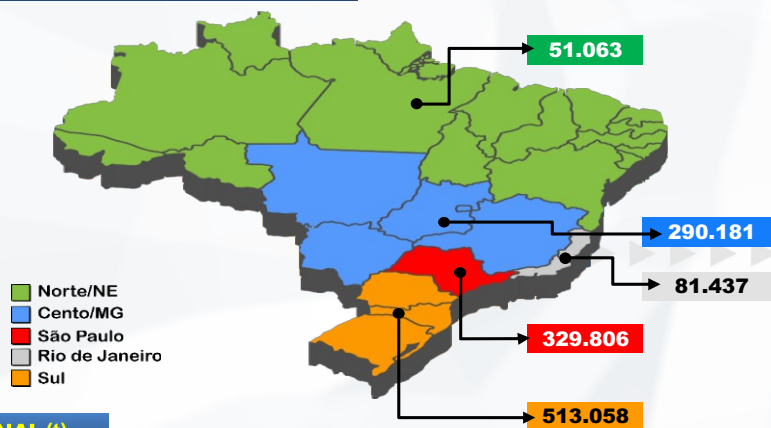 51.063
290.181
81.437
Norte/NE
Cento/MG
São Paulo
Rio de Janeiro
Sul
329.806
513.058
(t)